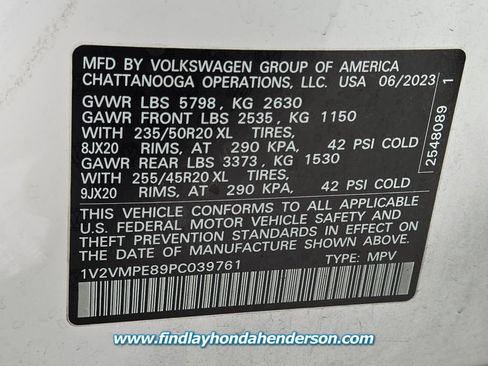 MFD BY VOLKSWAGEN GROUP OF AMERICA
CHATTANOOGA OPERATIONS, LLC. USA 06/2023
GVWR LBS 5798, KG 2630
GAWR FRONT LBS 2535, KG 1150
WITH 235/50R20 XL TIRES,
8JX20 RIMS, AT 290 KPA, 42 PSI COLD
GAWR REAR LBS 3373, KG 1530
WITH 255/45R20 XL TIRES,
9JX20 RIMS, AT 290 KPA, 42 PSI COLD
THIS VEHICLE CONFORMS TO ALL APPLICABLE
U.S. FEDERAL MOTOR VEHICLE SAFETY AND
THEFT PREVENTION STANDARDS IN EFFECT ON THE
DATE OF MANUFACTURE SHOWN ABOVE.
1V2VMPE89PC039761 TYPE: MPV
2548089 1
www.findlayhondahenderson.com